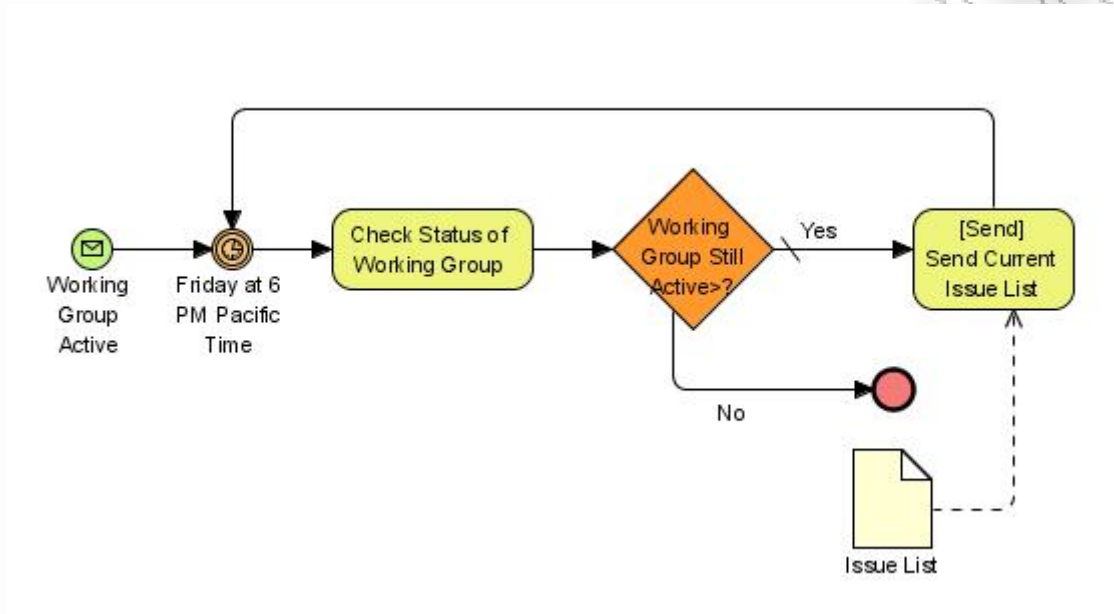 Working
Group
Active
Friday at 6
PM Pacific
Time
Check Status of
Working Group
Working
Group Still
Active>?
Yes
No
[Send]
Send Current
Issue List
Issue List